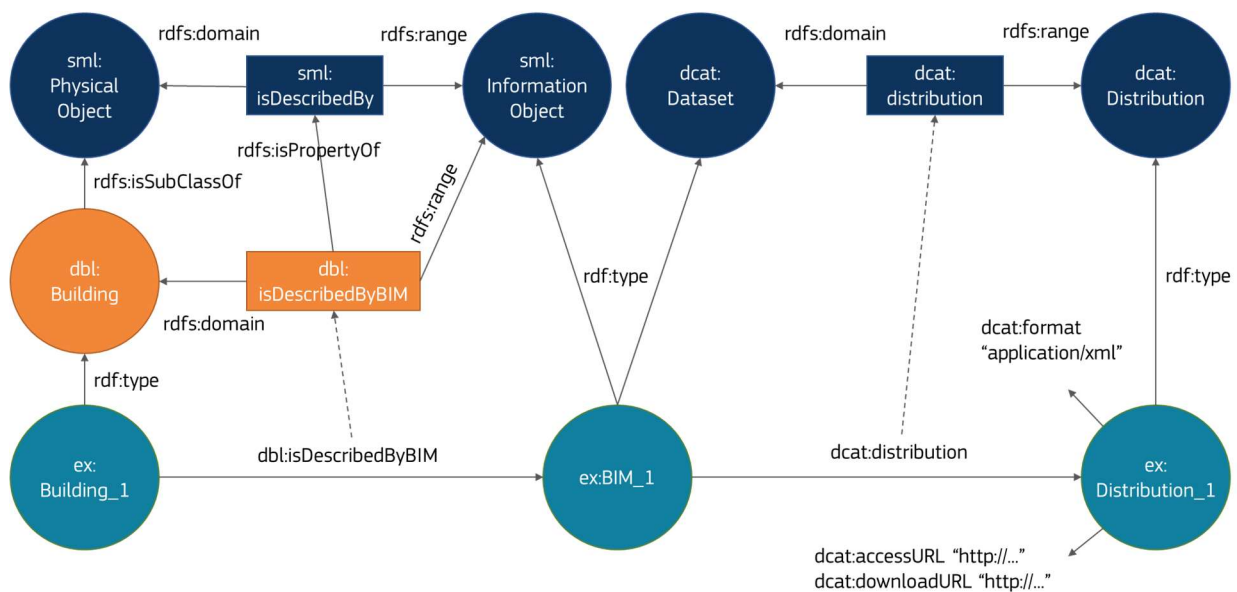 rdfs:domain
rdfs:range
rdfs:domain
rdfs:range
sml:
Physical
Object
sml:
isDescribedBy
sml:
Information
Object
dcat:
Dataset
dcat:
distribution
dcat:
Distribution
rdfs:isPropertyOf
rdfs:isSubClassOf
rdfs:range
dbl:
Building
dbl:
isDescribedByBIM
rdf:type
rdf:type
rdfs:domain
dcat:format
“application/xml”
rdf:type
dbl:isDescribedByBIM
dcat:distribution
ex:
Building_1
ex:BIM_1
ex:
Distribution_1
dcat:accessURL “http://...”
dcat:downloadURL “http://...”